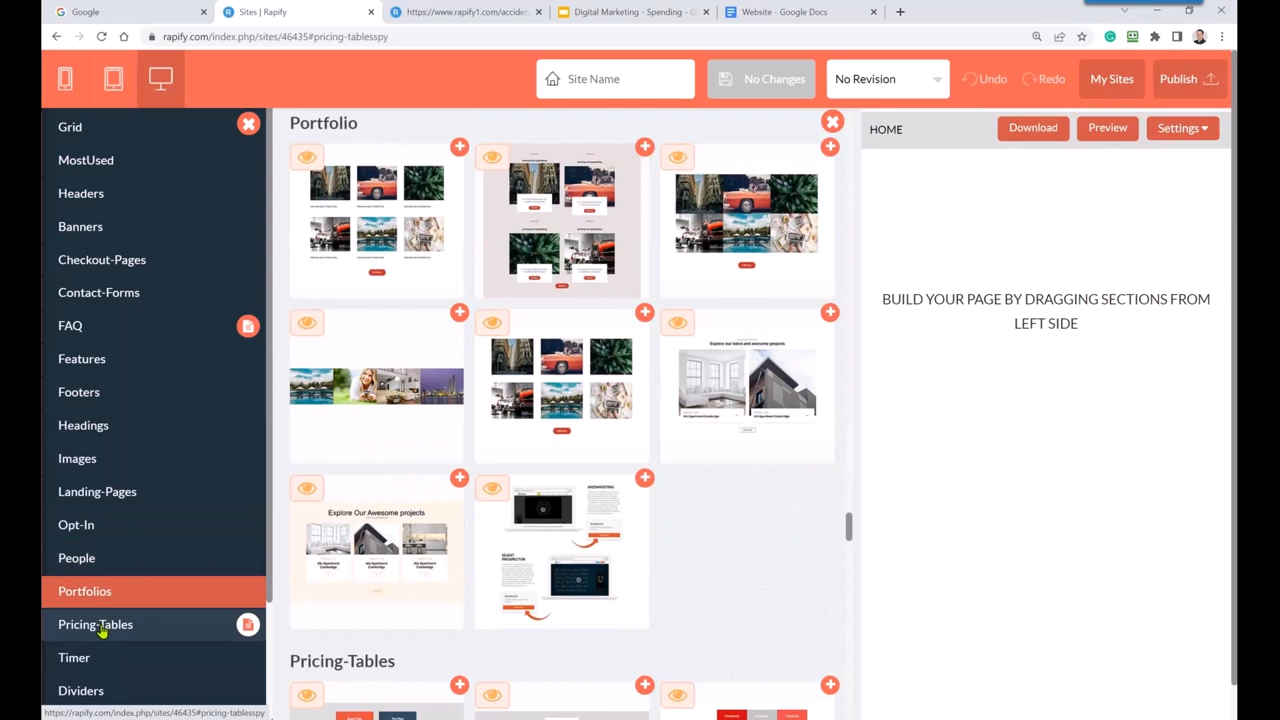 Google
Sites | Rapify
https://www.rapify1.com/acciden
Digital Marketing - Spending - G
Website - Google Docs
rapify.com/index.php/sites/46435#pricing-tablesspy
Site Name
No Changes
No Revision
Undo
Redo
My Sites
Publish
Grid
MostUsed
Headers
Banners
Checkout-Pages
Contact-Forms
FAQ
Features
Footers
Headings
Images
Landing-Pages
Opt-In
People
Portfolios
Pricing-Tables
Timer
Dividers
Portfolio
Explore our latest and awesome projects
Explore Our Awesome projects
Pricing-Tables
HOME
Download
Preview
Settings
BUILD YOUR PAGE BY DRAGGING SECTIONS FROM
LEFT SIDE
https://rapify.com/index.php/sites/46435#pricing-tablesspy